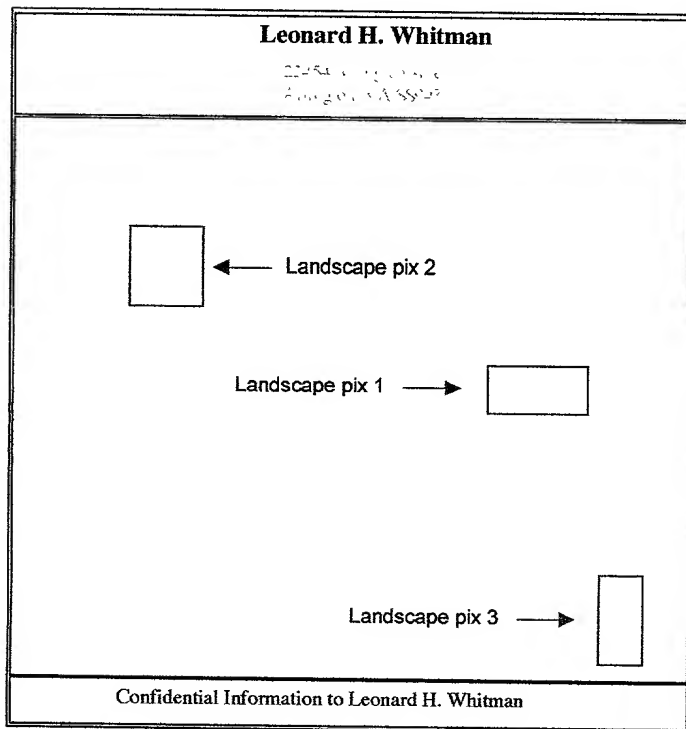 Leonard H. Whitman
Landscape pix 2
Landscape pix 1
Landscape pix 3
Confidential Information to Leonard H. Whitman